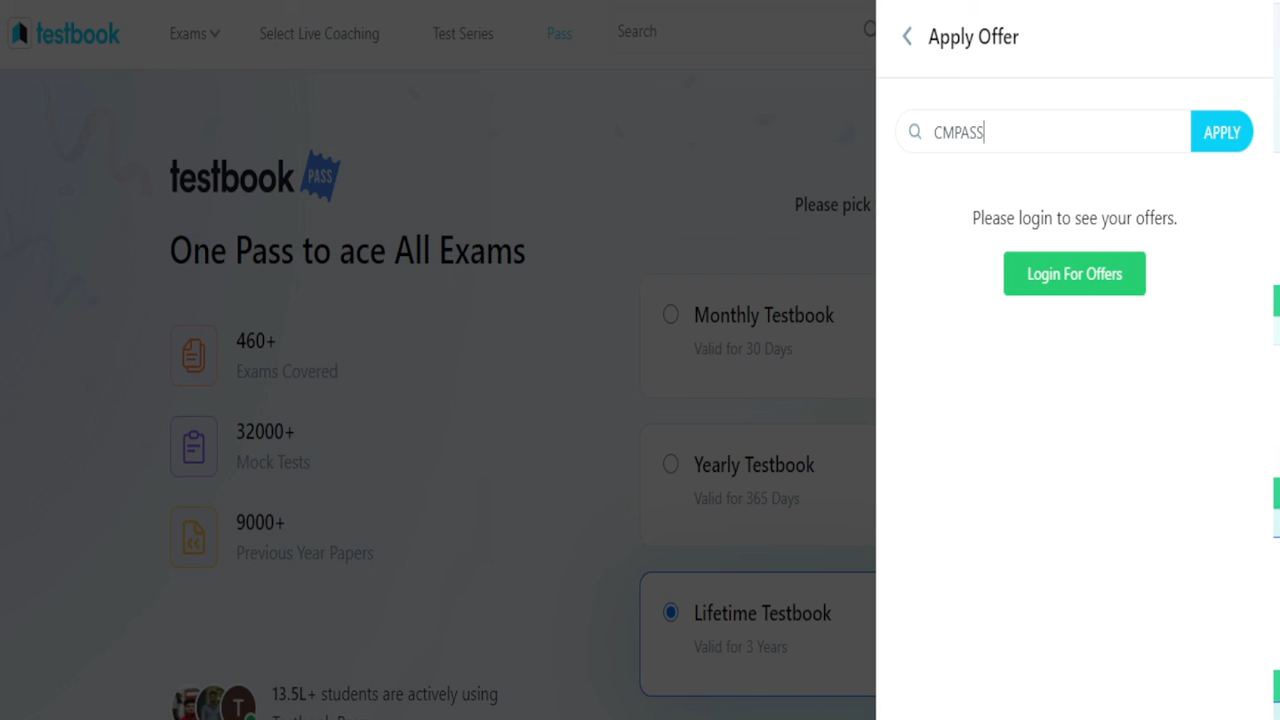 testbook
Exams
Select Live Coaching
Test Series
Pass
Search
testbook PASS
One Pass to ace All Exams
460+
Exams Covered
32000+
Mock Tests
9000+
Previous Year Papers
13.5L+ students are actively using
Please pick
Monthly Testbook
Valid for 30 Days
Yearly Testbook
Valid for 365 Days
Lifetime Testbook
Valid for 3 Years
T
Apply Offer
CMPASS
APPLY
Please login to see your offers.
Login For Offers